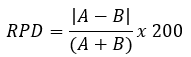 RPD = |A − B| / (A + B) x 200